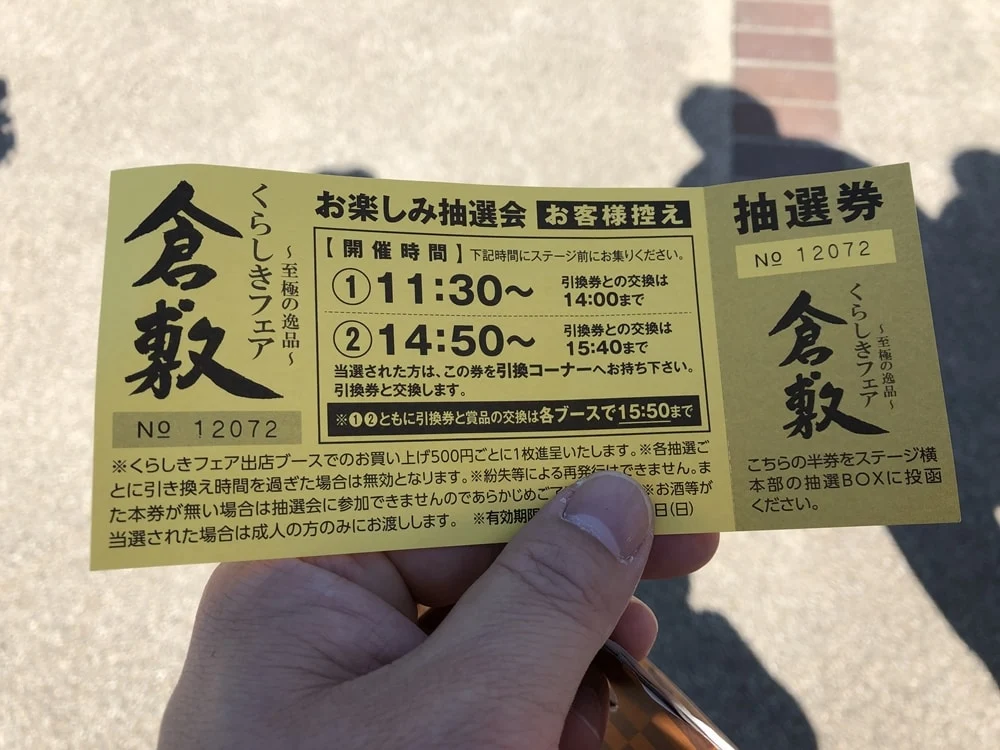 倉敷
くらしきフェア
～至極の逸品～
№ 12072
お楽しみ抽選会 お客様控え
【開催時間】下記時間にステージ前にお集りください。
①11:30～ 引換券との交換は
14:00まで
②14:50～ 引換券との交換は
15:40まで
当選された方は、この券を引換コーナーへお持ち下さい。
引換券と交換します。
※❶❷ともに引換券と賞品の交換は各ブースで15:50まで
※くらしきフェア出店ブースでのお買い上げ500円ごとに1枚進呈いたします。※各抽選ご
とに引き換え時間を過ぎた場合は無効となります。※紛失等による再発行はできません。ま
た本券が無い場合は抽選会に参加できませんのであらかじめご ※お酒等が
当選された場合は成人の方のみにお渡しします。 ※有効期限 日(日)
抽選券
№ 12072
倉敷
くらしきフェア
～至極の逸品～
こちらの半券をステージ横
本部の抽選BOXに投函
ください。